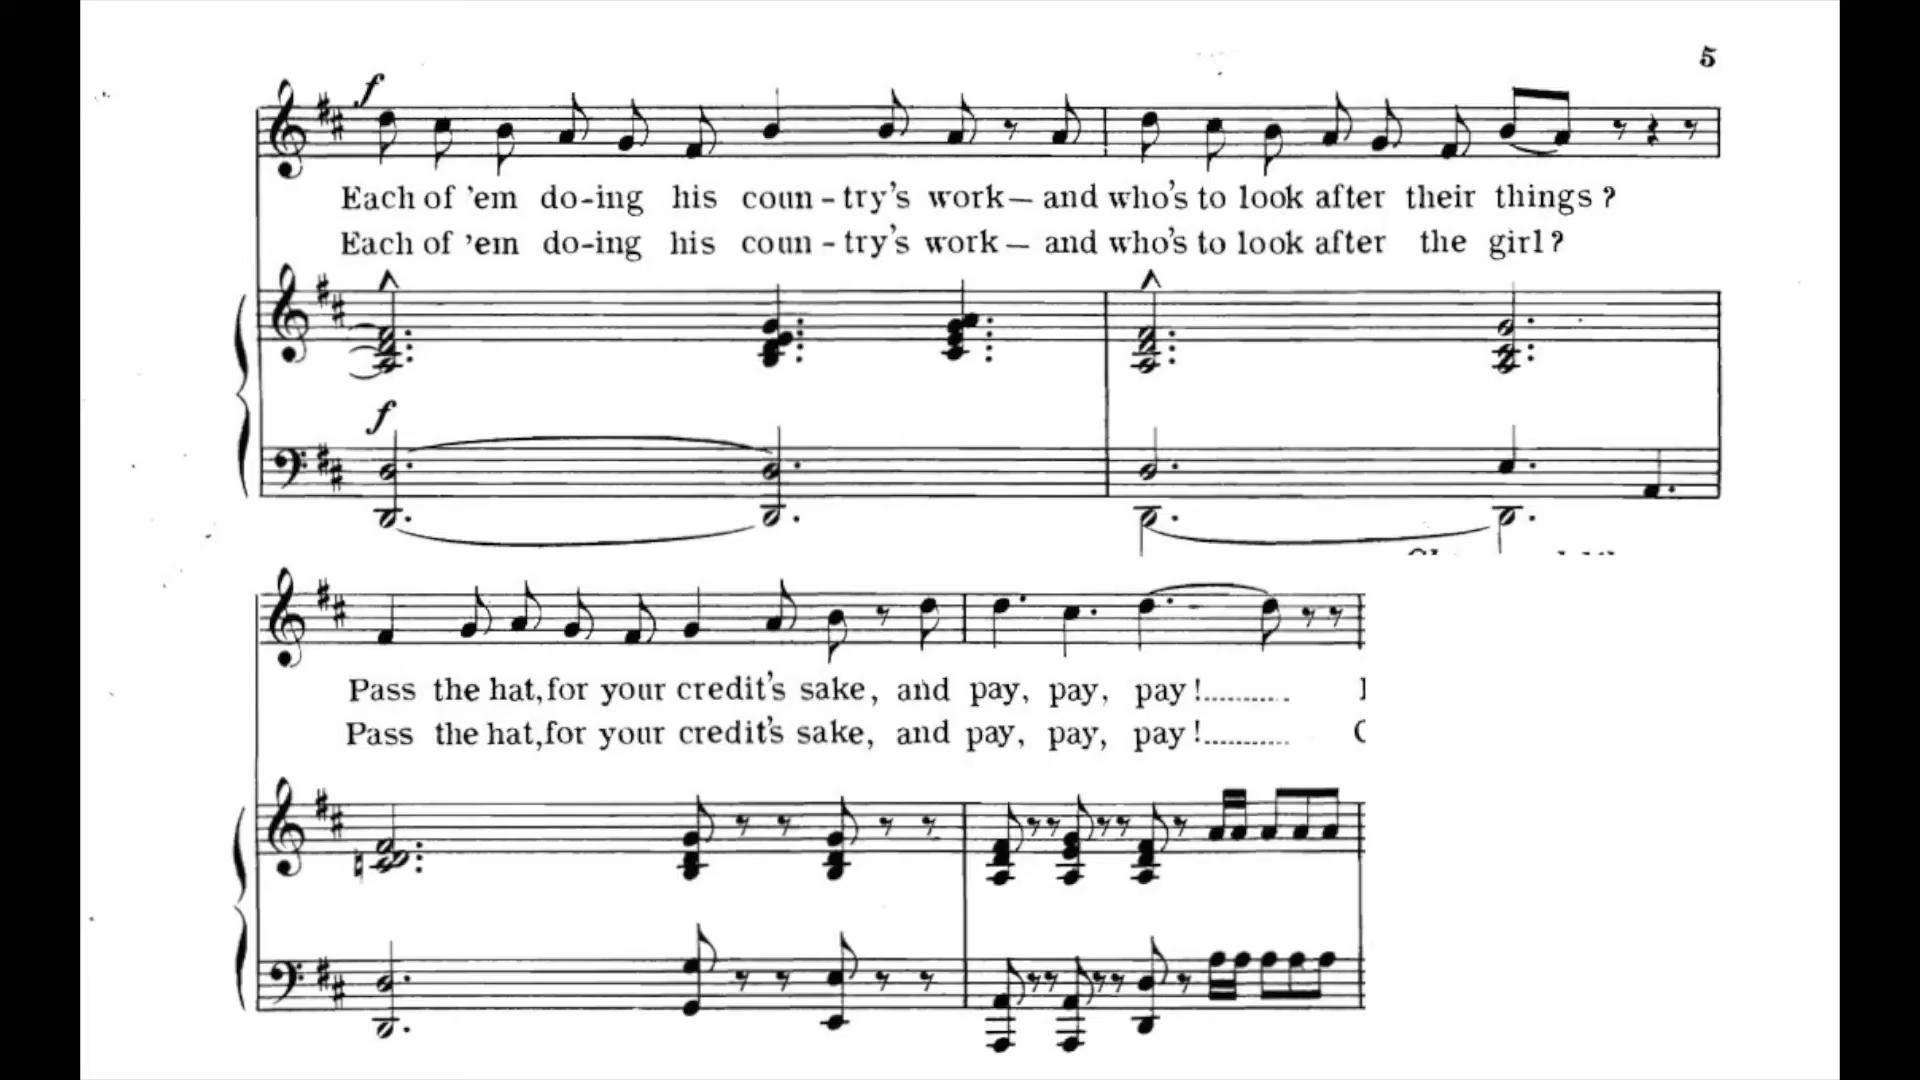 5
f
Each of 'em do-ing his coun-try's work— and who's to look after their things?
Each of 'em do-ing his coun-try's work— and who's to look after the girl?
f
Pass the hat, for your credit's sake, and pay, pay, pay!...........
Pass the hat, for your credit's sake, and pay, pay, pay!...........